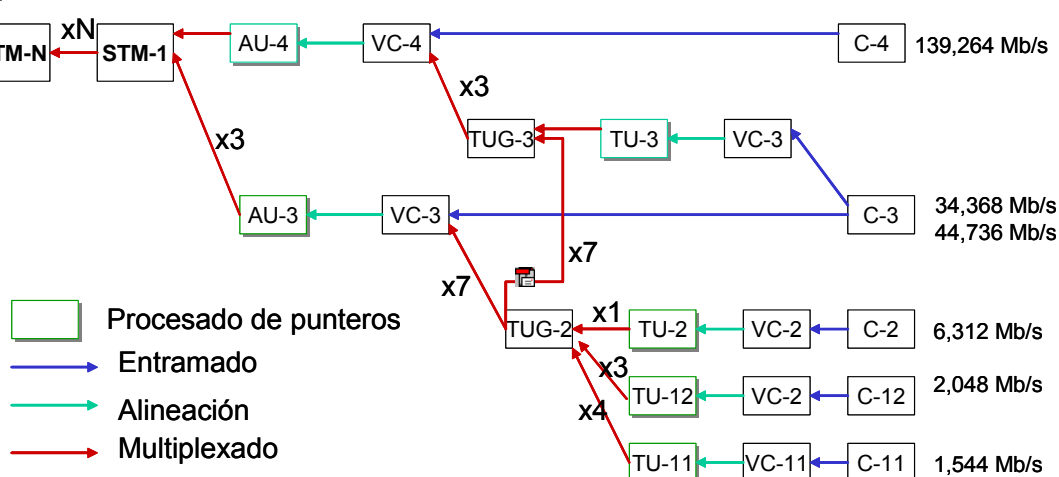 xN
TM-N
STM-1
AU-4
VC-4
C-4
139,264 Mb/s
x3
TUG-3
TU-3
VC-3
x3
AU-3
VC-3
C-3
34,368 Mb/s
44,736 Mb/s
x7
x7
TUG-2
x1
TU-2
VC-2
C-2
6,312 Mb/s
x3
TU-12
VC-2
C-12
2,048 Mb/s
x4
TU-11
VC-11
C-11
1,544 Mb/s
Procesado de punteros
Entramado
Alineación
Multiplexado